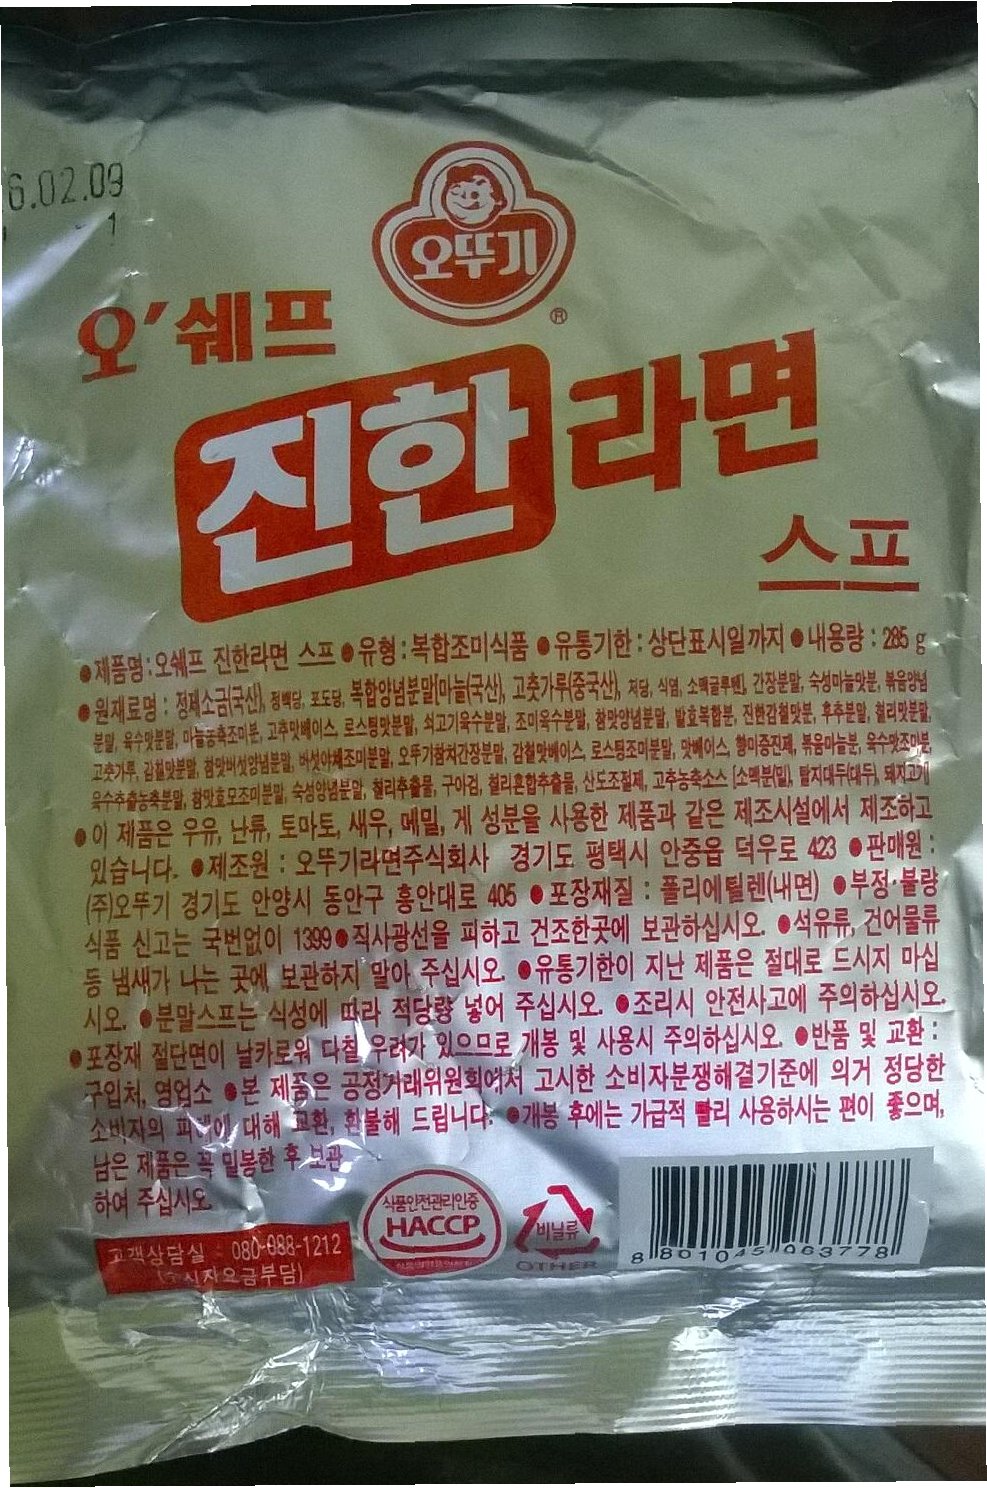 6.02.09
1
오뚜기
®
오'쉐프
진한라면
스프
●제품명:오쉐프 진한라면 스프●유형:복합조미식품 ●유통기한:상단표시일까지●내용량:285 g
●원재료명 : 정제소금(국산), 정백당, 포도당, 복합양념분말[마늘(국산), 고춧가루(중국산), 저당, 식염, 소맥글루텐], 간장분말, 숙성마늘맛분, 볶음양념
분말, 육수맛분말, 마늘농축조미분, 고추맛베이스, 로스팅맛분말, 쇠고기육수분말, 조미육수분말, 참맛양념분말, 발효복합분, 진한감칠맛분, 후추분말, 칠리맛분말,
고춧가루, 김칠맛분말, 참맛버섯양념분말, 버섯야채조미분말, 오뚜기참치간장분말, 감칠맛베이스, 로스팅조미분말, 맛베이스, 향미증진제, 볶음마늘분, 육수맛조미분,
육수추출농축분말, 참맛효모조미분말, 숙성양념분말, 칠리추출물, 구아검, 칠리혼합추출물, 산도조절제, 고추농축소스 [소맥분(밀), 탈지대두(대두), 돼지고기
●이 제품은 우유, 난류, 토마토, 새우, 메밀, 게 성분을 사용한 제품과 같은 제조시설에서 제조하고
있습니다. ●제조원 : 오뚜기라면주식회사 경기도 평택시 안중읍 덕우로 423 ●판매원 :
(주)오뚜기 경기도 안양시 동안구 흥안대로 405 ●포장재질 : 폴리에틸렌(내면) ●부정·불량
식품 신고는 국번없이 1399●직사광선을 피하고 건조한곳에 보관하십시오. ●석유류, 건어물류
등 냄새가 나는 곳에 보관하지 말아 주십시오. ●유통기한이 지난 제품은 절대로 드시지 마십
시오. ●분말스프는 식성에 따라 적당량 넣어 주십시오. ●조리시 안전사고에 주의하십시오.
●포장재 절단면이 날카로워 다칠 우려가 있으므로 개봉 및 사용시 주의하십시오. ●반품 및 교환 :
구입처, 영업소 ●본 제품은 공정거래위원회에서 고시한 소비자분쟁해결기준에 의거 정당한
소비자의 피해에 대해 교환, 환불해 드립니다. ●개봉 후에는 가급적 빨리 사용하시는 편이 좋으며,
남은 제품은 꼭 밀봉한 후 보관
하여 주십시오
고객상담실 : 080-088-1212
(수신자요금부담)
식품안전관리인증
HACCP
비닐류
OTHER
8 801045 063778